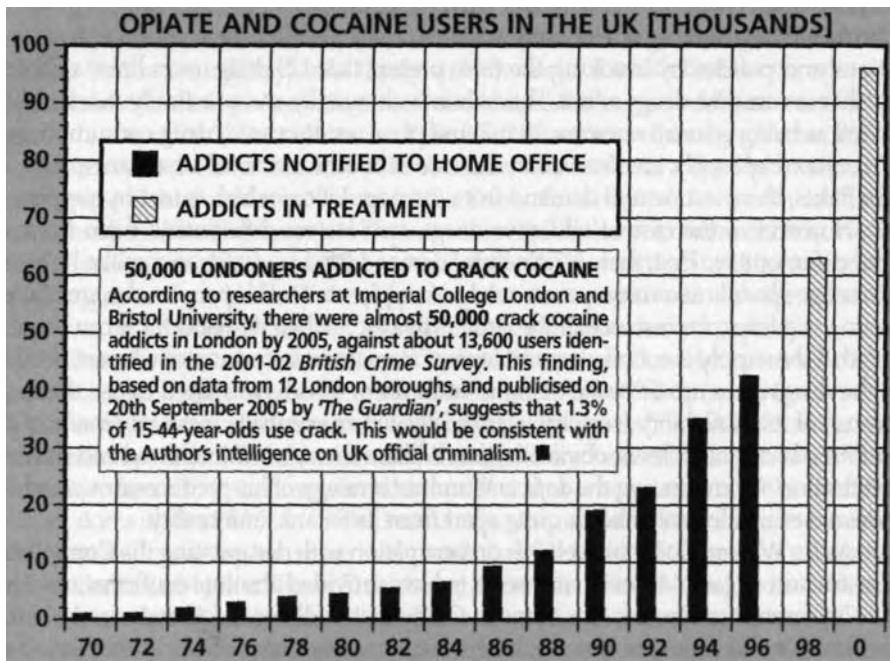 OPIATE AND COCAINE USERS IN THE UK [THOUSANDS]
100
90
80
70
60
50
40
30
20
10
0
ADDICTS NOTIFIED TO HOME OFFICE
ADDICTS IN TREATMENT
50,000 LONDONERS ADDICTED TO CRACK COCAINE
According to researchers at Imperial College London and
Bristol University, there were almost 50,000 crack cocaine
addicts in London by 2005, against about 13,600 users iden-
tified in the 2001-02 British Crime Survey. This finding,
based on data from 12 London boroughs, and publicised on
20th September 2005 by 'The Guardian', suggests that 1.3%
of 15-44-year-olds use crack. This would be consistent with
the Author's intelligence on UK official criminalism. ■
70 72 74 76 78 80 82 84 86 88 90 92 94 96 98 0